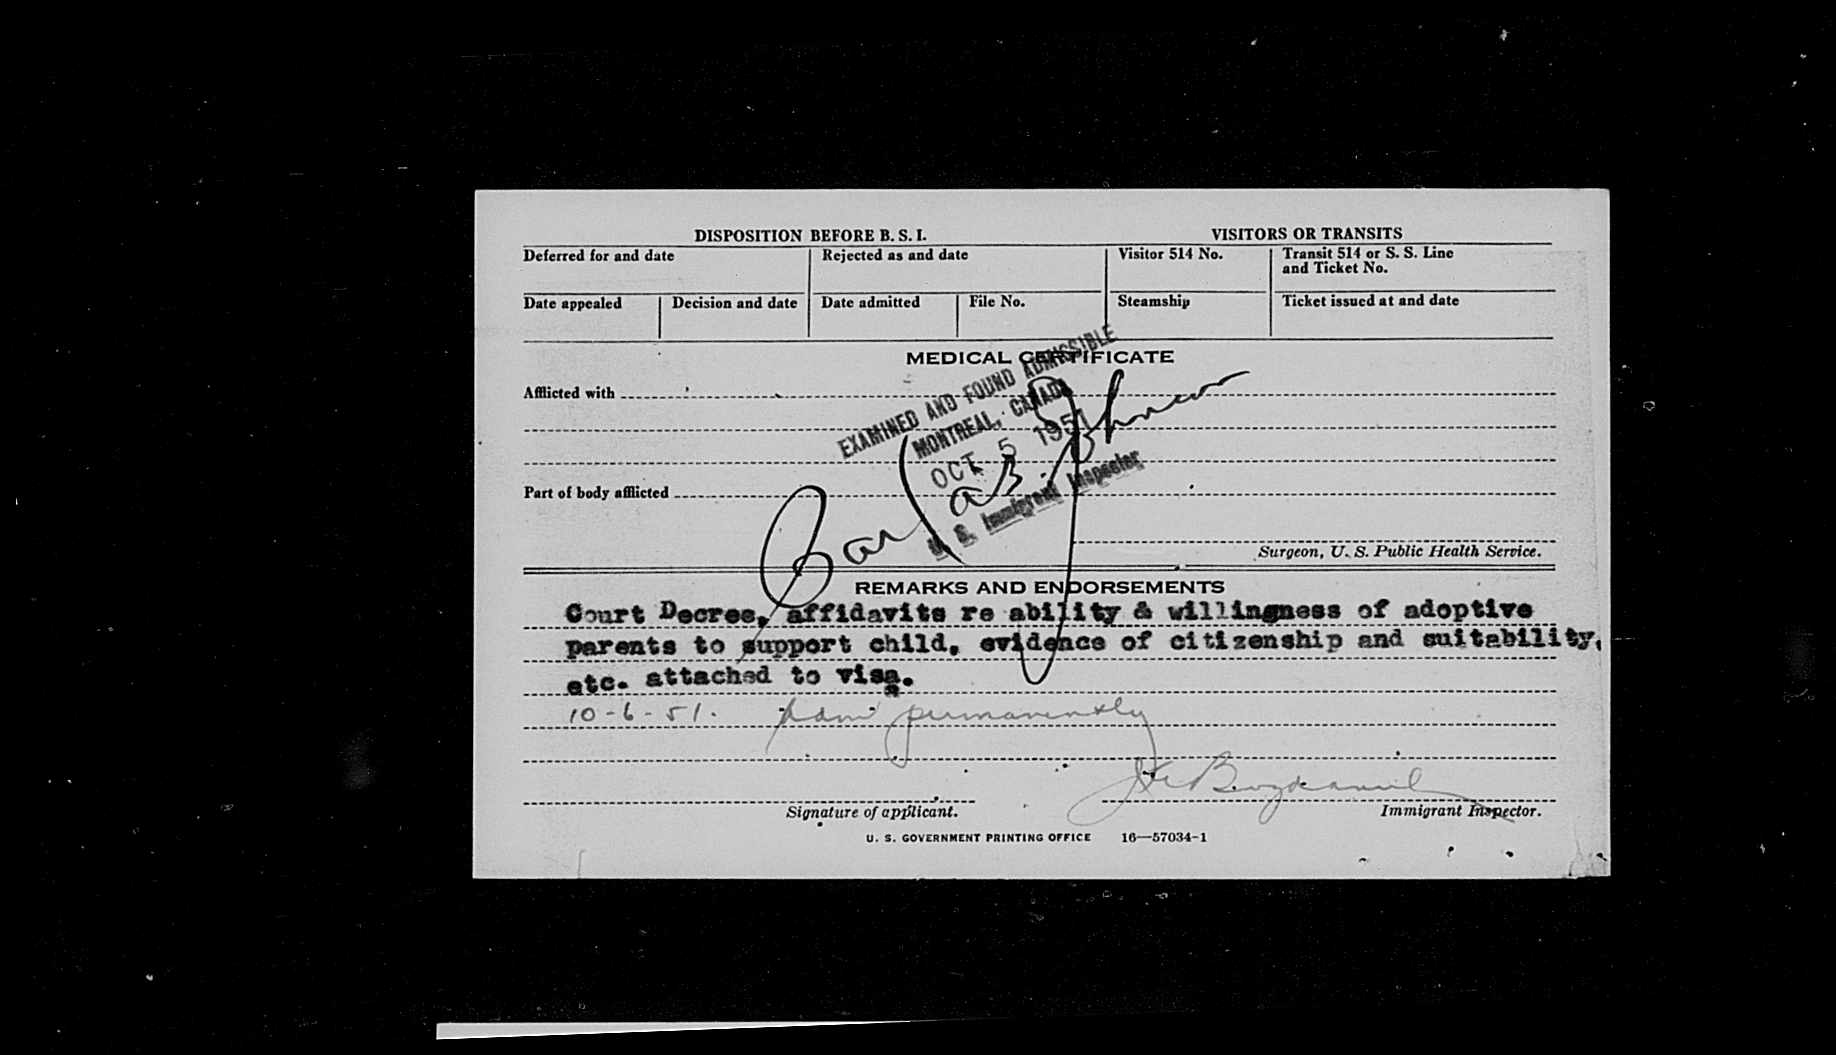 DISPOSITION BEFORE B. S. I.
VISITORS OR TRANSITS
Deferred for and date
Rejected as and date
Visitor 514 No.
Transit 514 or S. S. Line
and Ticket No.
Date appealed
Decision and date
Date admitted
File No.
Steamship
Ticket issued at and date
MEDICAL CERTIFICATE
Afflicted with
EXAMINED AND FOUND ADMISSIBLE
MONTREAL, CANADA
OCT 5 1951
U. S. Immigrant Inspector
Part of body afflicted
Surgeon, U. S. Public Health Service.
REMARKS AND ENDORSEMENTS
Court Decree, affidavits re ability & willingness of adoptive
parents to support child, evidence of citizenship and suitability,
etc. attached to visa.
10-6-51. Adm permanently
Signature of applicant.
Immigrant Inspector.
U. S. GOVERNMENT PRINTING OFFICE 16—57034-1